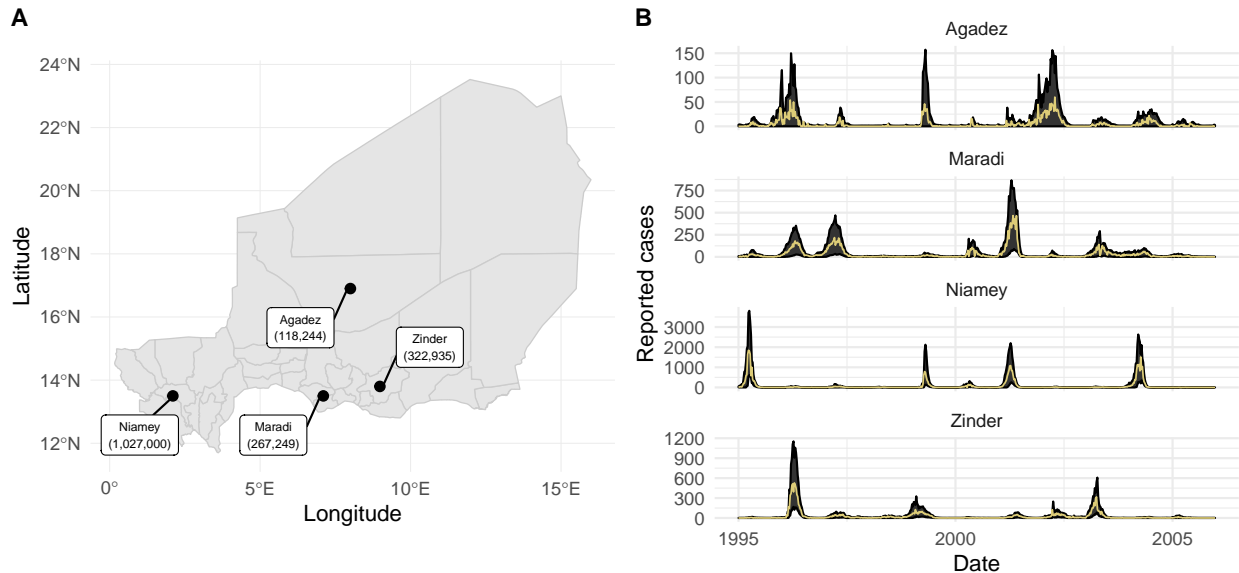 A
24°N
22°N
20°N
18°N
16°N
14°N
12°N
Latitude
0°
5°E
10°E
15°E
Longitude
Agadez
(118,244)
Zinder
(322,935)
Niamey
(1,027,000)
Maradi
(267,249)
B
Reported cases
Agadez
150
100
50
0
Maradi
750
500
250
0
Niamey
3000
2000
1000
0
Zinder
1200
900
600
300
0
1995
2000
2005
Date